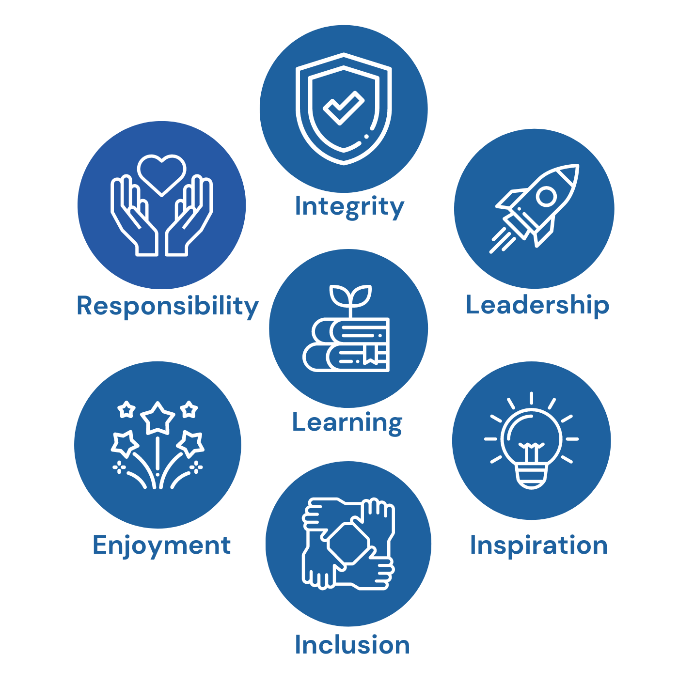 Integrity
Responsibility
Leadership
Learning
Enjoyment
Inspiration
Inclusion